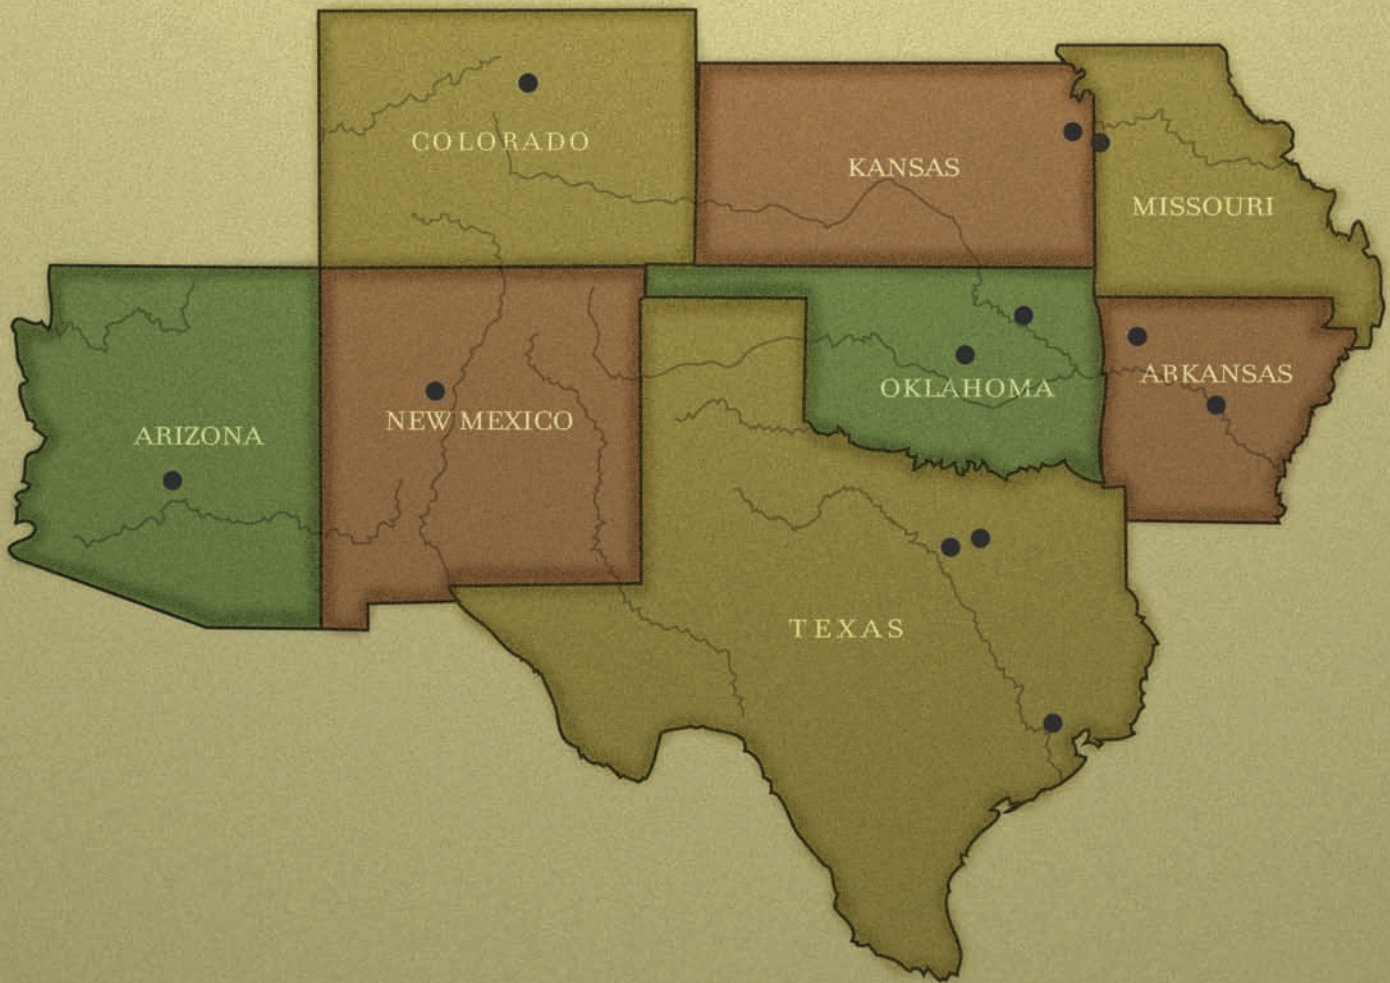 COLORADO
KANSAS
MISSOURI
ARIZONA
NEW MEXICO
OKLAHOMA
ARKANSAS
TEXAS